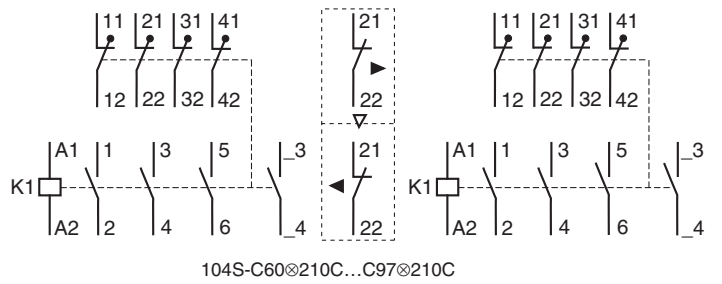 11 21 31 41 21 11 21 31 41
12 22 32 42 22 12 22 32 42
A1 1 3 5 _3 21 A1 1 3 5 _3
K1 K1
A2 2 4 6 _4 22 A2 2 4 6 _4
104S-C60⊗210C...C97⊗210C